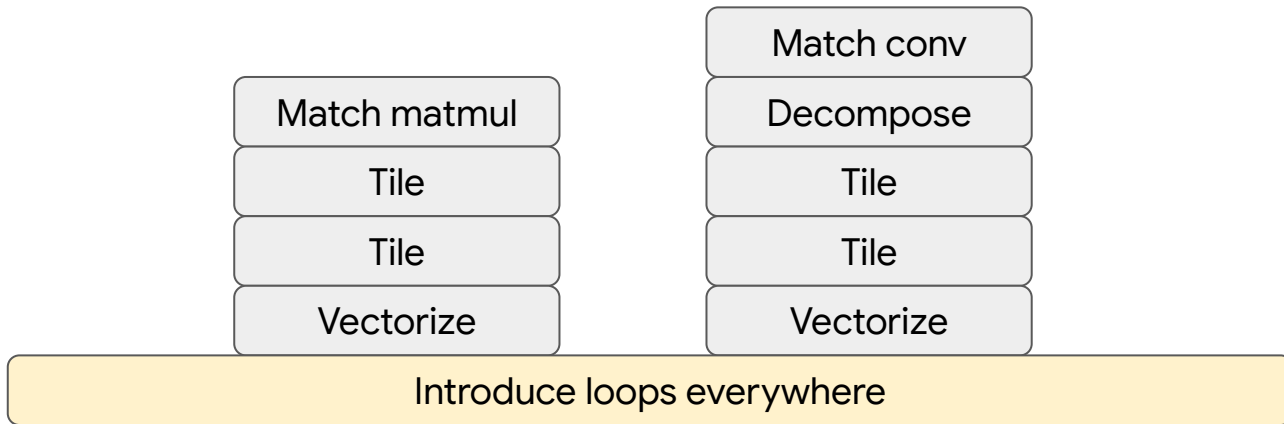 Match matmul
Tile
Tile
Vectorize
Match conv
Decompose
Tile
Tile
Vectorize
Introduce loops everywhere